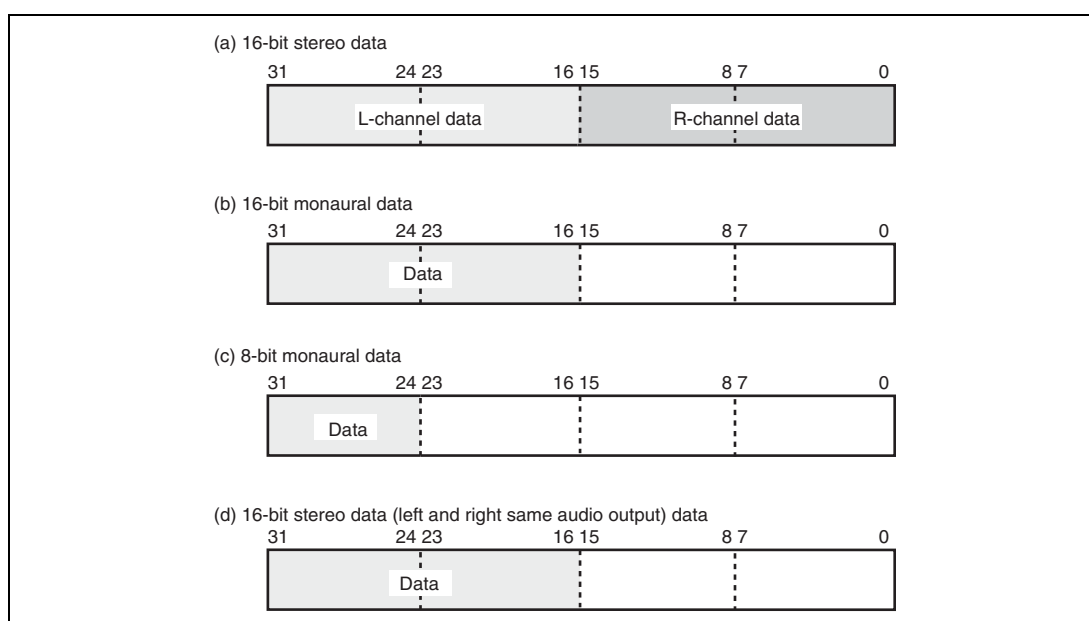 (a) 16-bit stereo data
31 24 23 16 15 8 7 0
L-channel data R-channel data
(b) 16-bit monaural data
31 24 23 16 15 8 7 0
Data
(c) 8-bit monaural data
31 24 23 16 15 8 7 0
Data
(d) 16-bit stereo data (left and right same audio output) data
31 24 23 16 15 8 7 0
Data